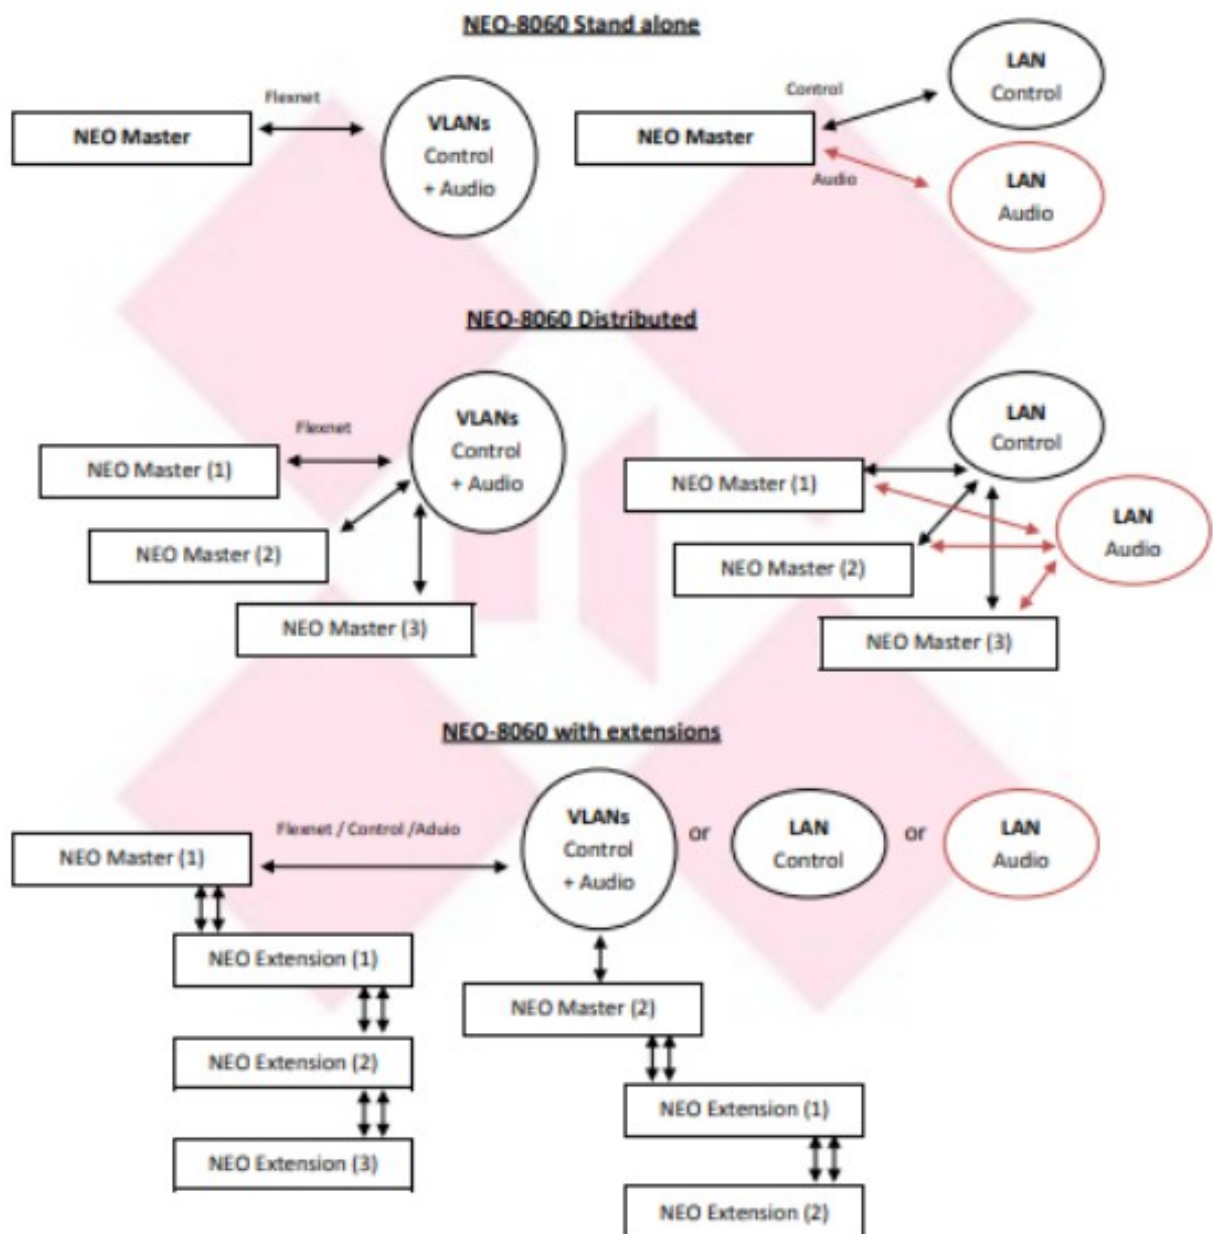 NEO-8060 Stand alone
Flexnet
NEO Master
VLANs
Control
+ Audio
Control
NEO Master
Audio
LAN
Control
LAN
Audio
NEO-8060 Distributed
Flexnet
VLANs
Control
+ Audio
NEO Master (1)
NEO Master (2)
NEO Master (3)
LAN
Control
NEO Master (1)
LAN
Audio
NEO Master (2)
NEO Master (3)
NEO-8060 with extensions
Flexnet / Control /Aduio
NEO Master (1)
VLANs
Control
+ Audio
or
LAN
Control
or
LAN
Audio
NEO Extension (1)
NEO Extension (2)
NEO Extension (3)
NEO Master (2)
NEO Extension (1)
NEO Extension (2)